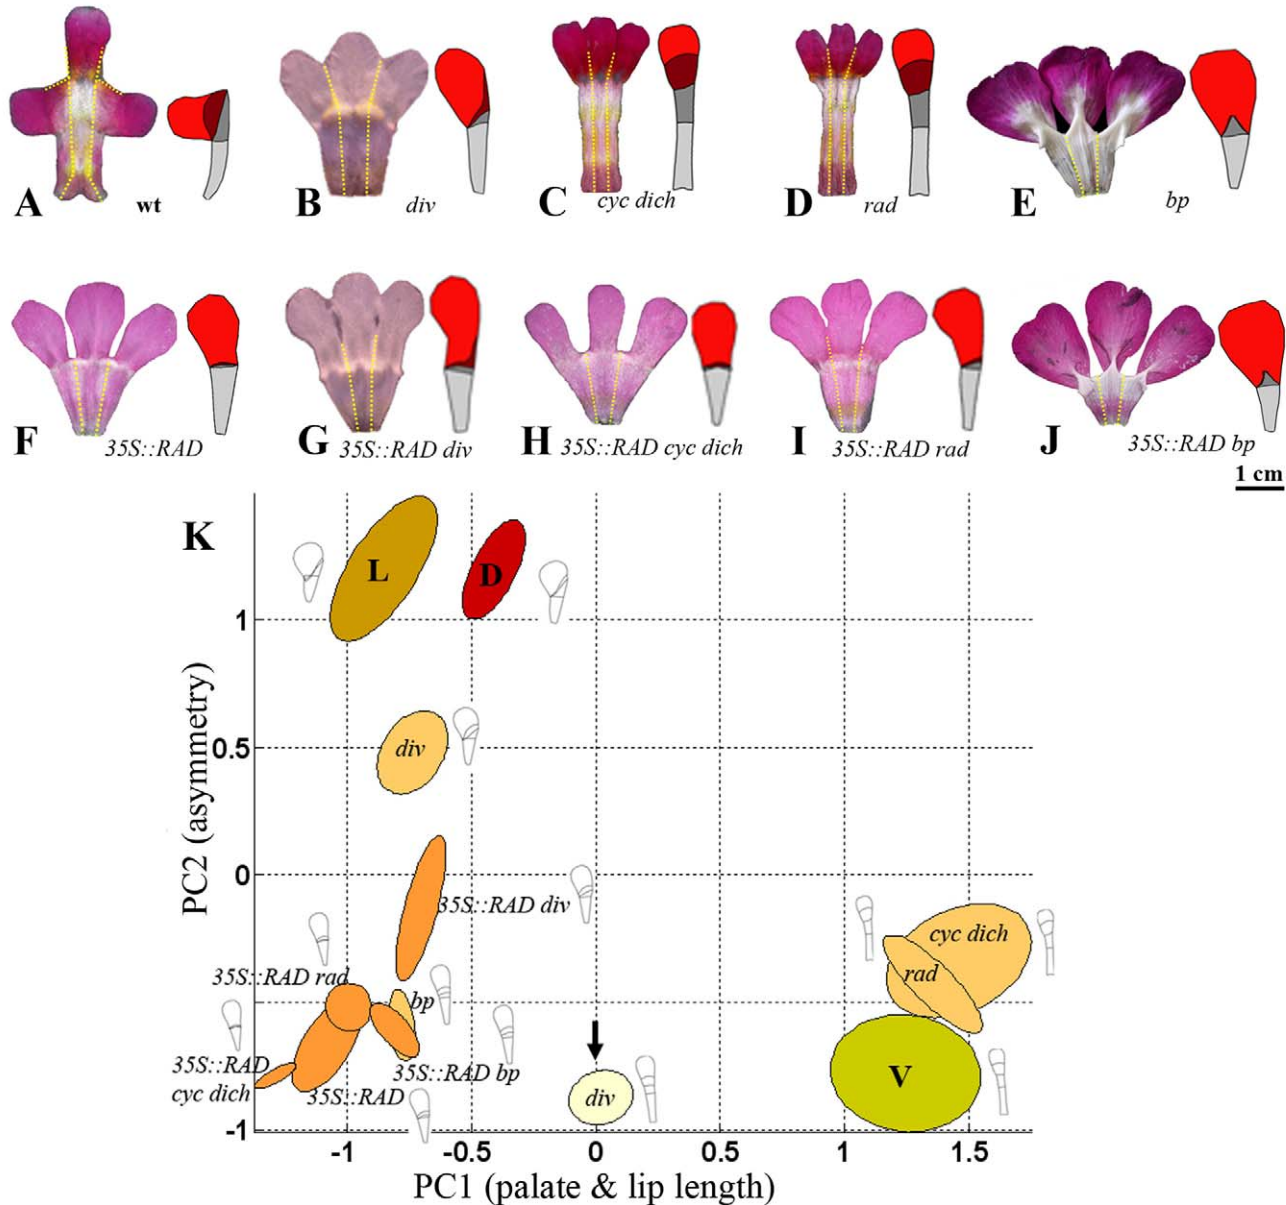 A wt
B div
C cyc dich
D rad
E bp
F 35S::RAD
G 35S::RAD div
H 35S::RAD cyc dich
I 35S::RAD rad
J 35S::RAD bp
1 cm
K
L
D
1
div
0.5
PC2 (asymmetry)
0
35S::RAD div
cyc dich
35S::RAD rad
rad
bp
35S::RAD
cyc dich
35S::RAD bp
35S::RAD
div
V
-1
-1
-0.5
0
0.5
1
1.5
PC1 (palate & lip length)